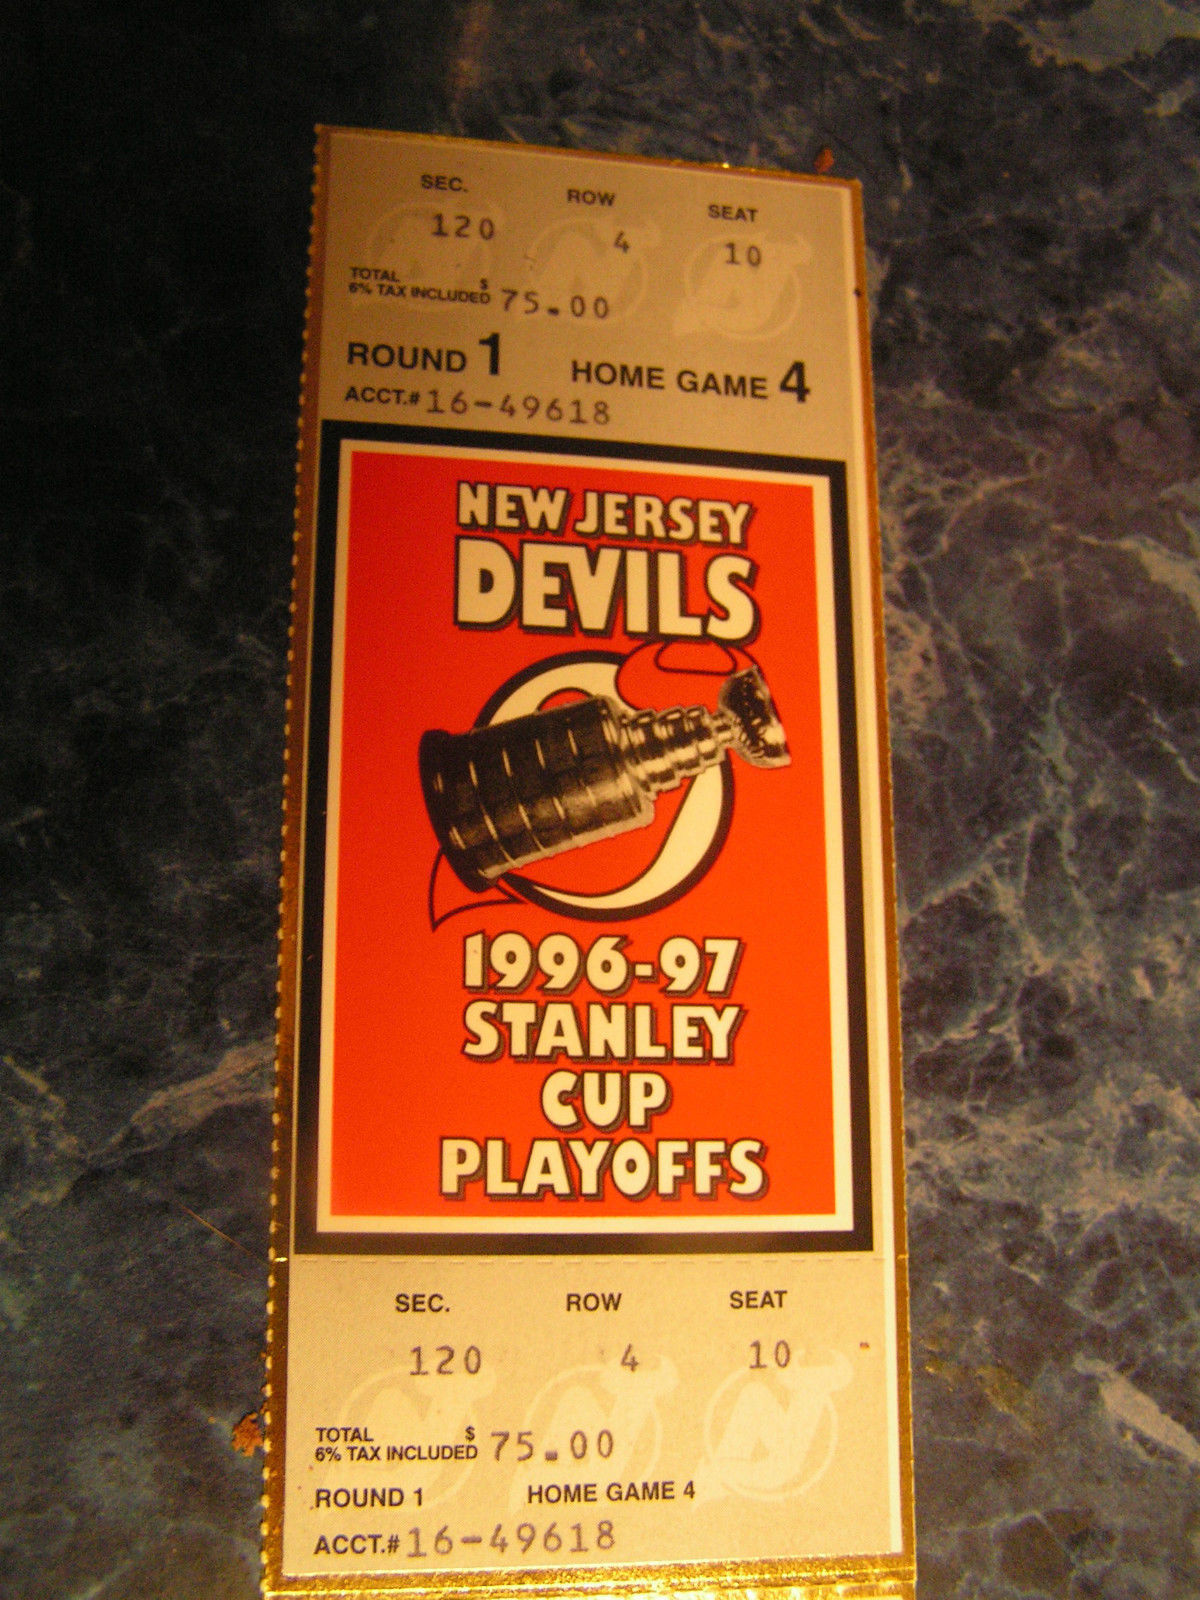 SEC. ROW SEAT
120 4 10
TOTAL
6% TAX INCLUDED $ 75.00
ROUND 1 HOME GAME 4
ACCT.# 16-49618
NEW JERSEY
DEVILS
1996-97
STANLEY
CUP
PLAYOFFS
SEC. ROW SEAT
120 4 10
TOTAL
6% TAX INCLUDED $ 75.00
ROUND 1 HOME GAME 4
ACCT.# 16-49618